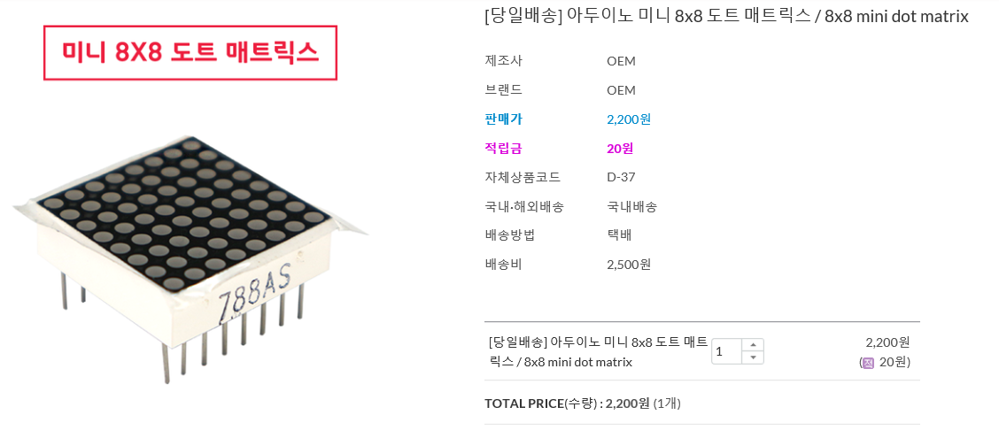 [당일배송] 아두이노 미니 8x8 도트 매트릭스 / 8x8 mini dot matrix
미니 8X8 도트 매트릭스
788AS
제조사 OEM
브랜드 OEM
판매가 2,200원
적립금 20원
자체상품코드 D-37
국내·해외배송 국내배송
배송방법 택배
배송비 2,500원
[당일배송] 아두이노 미니 8x8 도트 매트 1 2,200원
릭스 / 8x8 mini dot matrix (적 20원)
TOTAL PRICE(수량) : 2,200원 (1개)